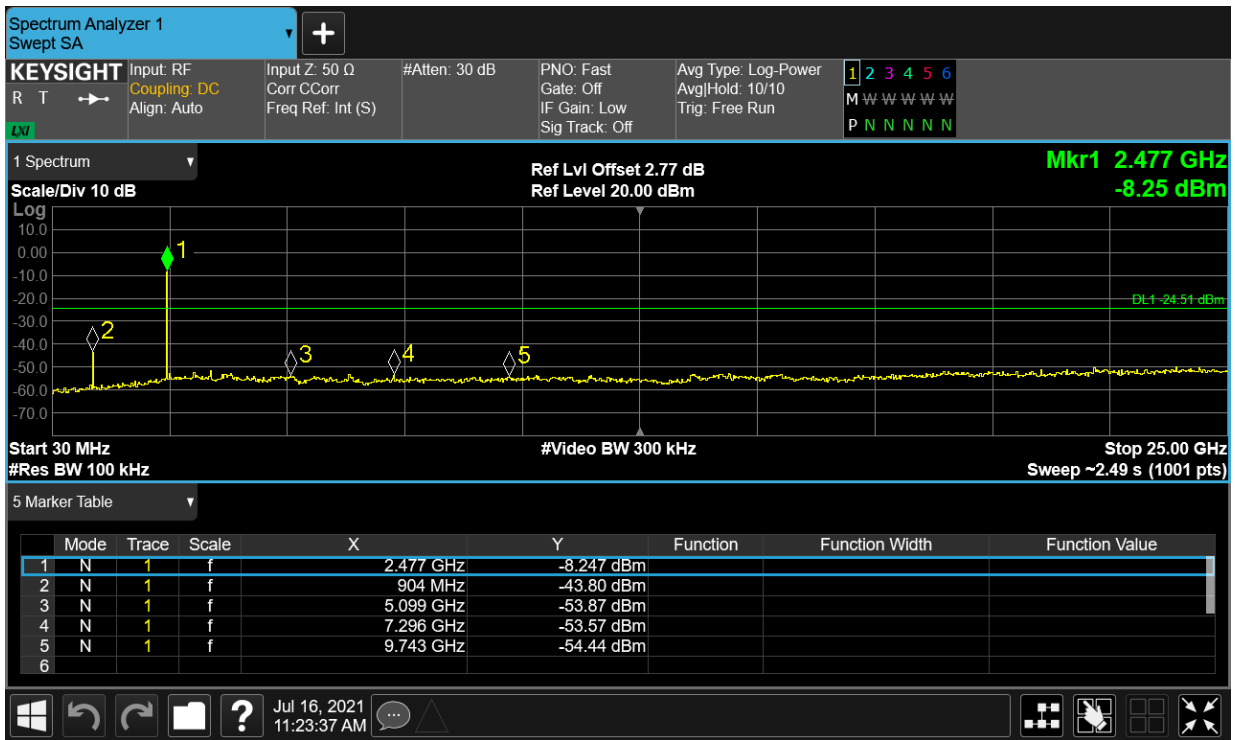 Spectrum Analyzer 1
Swept SA
KEYSIGHT Input: RF Input Z: 50 Ω #Atten: 30 dB PNO: Fast Avg Type: Log-Power 1 2 3 4 5 6
R T Coupling: DC Corr CCorr Gate: Off Avg|Hold: 10/10 M W W W W W
Align: Auto Freq Ref: Int (S) IF Gain: Low Trig: Free Run
LXI Sig Track: Off P N N N N N
1 Spectrum Ref Lvl Offset 2.77 dB Mkr1 2.477 GHz
Scale/Div 10 dB Ref Level 20.00 dBm -8.25 dBm
Log
10.0
0.00 1
-10.0
-20.0 DL1 -24.51 dBm
-30.0 2
-40.0 3 4 5
-50.0
-60.0
-70.0
Start 30 MHz #Video BW 300 kHz Stop 25.00 GHz
#Res BW 100 kHz Sweep ~2.49 s (1001 pts)
5 Marker Table
Mode Trace Scale X Y Function Function Width Function Value
1 N 1 f 2.477 GHz -8.247 dBm
2 N 1 f 904 MHz -43.80 dBm
3 N 1 f 5.099 GHz -53.87 dBm
4 N 1 f 7.296 GHz -53.57 dBm
5 N 1 f 9.743 GHz -54.44 dBm
6
? Jul 16, 2021
11:23:37 AM